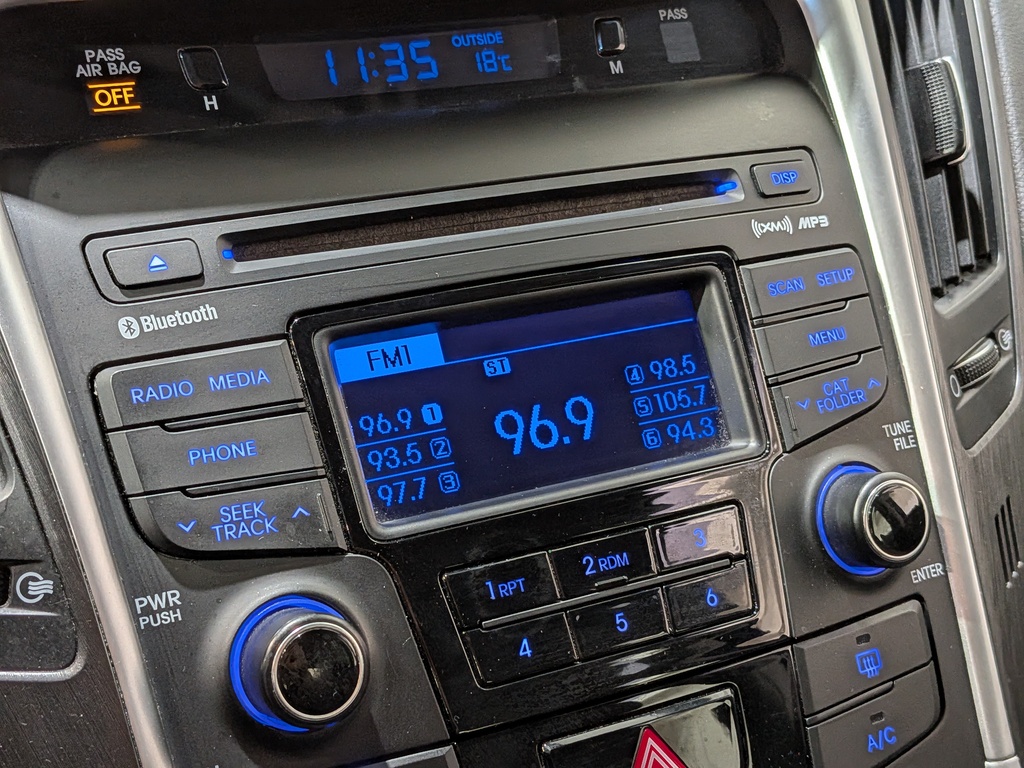 PASS
AIR BAG
OFF
H
11:35
OUTSIDE
18℃
M
PASS
DISP
((XM)) MP3
Bluetooth
SCAN SETUP
MENU
CAT
FOLDER
RADIO MEDIA
PHONE
SEEK
TRACK
FM1
ST
96.9 1
93.5 2
97.7 3
96.9
4 98.5
5 105.7
6 94.3
TUNE
FILE
ENTER
PWR
PUSH
1 RPT
2 RDM
3
4
5
6
A/C